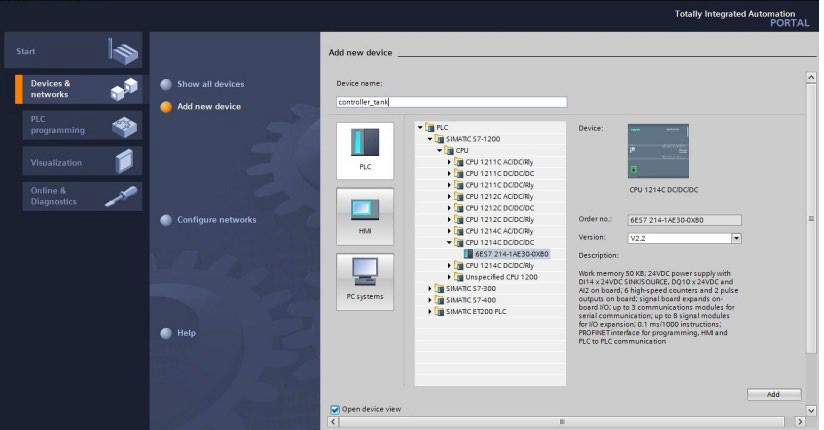 Totally Integrated Automation
PORTAL
Start
Devices &
networks
PLC
programming
Visualization
Online &
Diagnostics
Show all devices
Add new device
Configure networks
Help
Add new device
Device name:
controller_tank
PLC
HMI
PC systems
PLC
SIMATIC S7-1200
CPU
CPU 1211C AC/DC/Rly
CPU 1211C DC/DC/DC
CPU 1211C DC/DC/Rly
CPU 1212C AC/DC/Rly
CPU 1212C DC/DC/DC
CPU 1212C DC/DC/Rly
CPU 1214C AC/DC/Rly
CPU 1214C DC/DC/DC
6ES7 214-1AE30-0XB0
CPU 1214C DC/DC/Rly
Unspecified CPU 1200
SIMATIC S7-300
SIMATIC S7-400
SIMATIC ET200 PLC
Device:
CPU 1214C DC/DC/DC
Order no.:
6ES7 214-1AE30-0XB0
Version:
V2.2
Description:
Work memory 50 KB; 24VDC power supply with
DI14 x 24VDC SINK/SOURCE, DQ10 x 24VDC and
AI2 on board; 6 high-speed counters and 2 pulse
outputs on board; signal board expands on-
board I/O; up to 3 communications modules for
serial communication; up to 8 signal modules
for I/O expansion; 0.1 ms/1000 instructions;
PROFINET interface for programming, HMI and
PLC to PLC communication
Add
Open device view